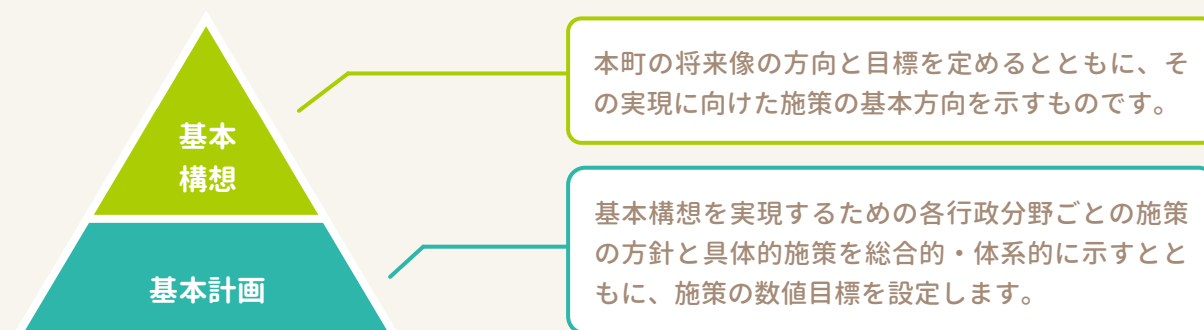 基本
構想
本町の将来像の方向と目標を定めるとともに、そ
の実現に向けた施策の基本方向を示すものです。
基本計画
基本構想を実現するための各行政分野ごとの施策
の方針と具体的施策を総合的・体系的に示すとと
もに、施策の数値目標を設定します。